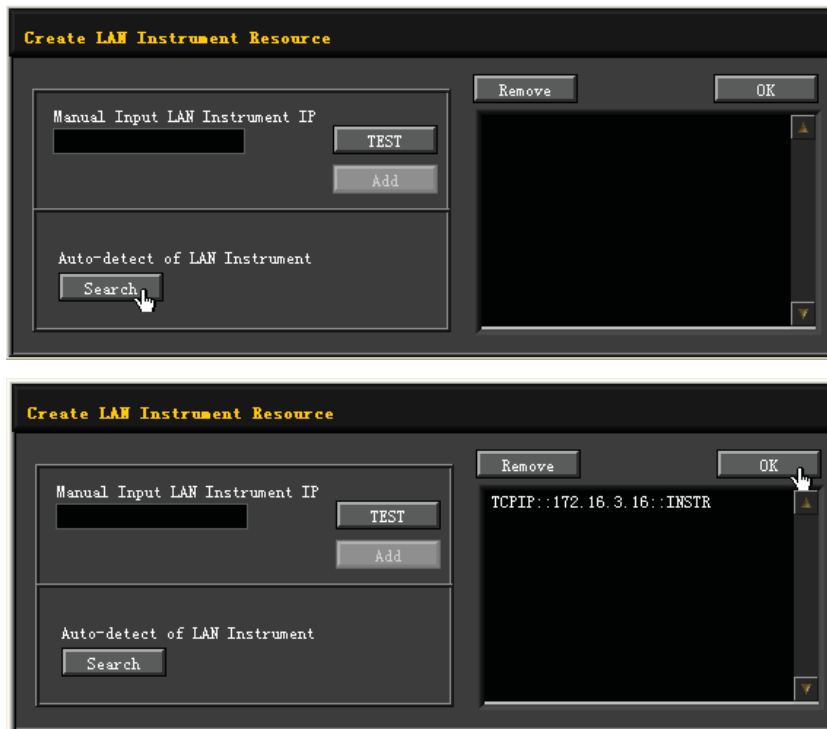 Create LAN Instrument Resource
Remove
OK
Manual Input LAN Instrument IP
TEST
Add
Auto-detect of LAN Instrument
Search
Create LAN Instrument Resource
Remove
OK
Manual Input LAN Instrument IP
TCPIP::172.16.3.16::INSTR
TEST
Add
Auto-detect of LAN Instrument
Search